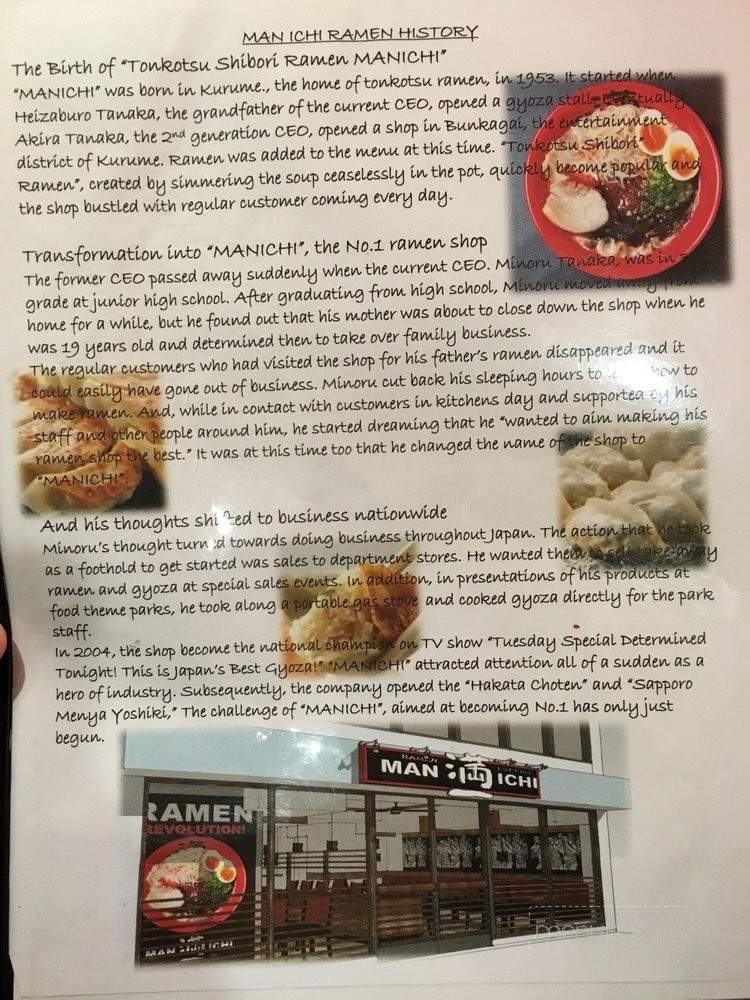 MAN ICHI RAMEN HISTORY
The Birth of "Tonkotsu Shibori Ramen MANICHI"
"MANICHI" was born in Kurume., the home of tonkotsu ramen, in 1953. It started when
Heizaburo Tanaka, the grandfather of the current CEO, opened a gyoza stall. Eventually,
Akira Tanaka, the 2nd generation CEO, opened a shop in Bunkagai, the entertainment
district of Kurume. Ramen was added to the menu at this time. "Tonkotsu Shibori
Ramen", created by simmering the soup ceaselessly in the pot, quickly become popular and
the shop bustled with regular customer coming every day.
Transformation into "MANICHI", the No.1 ramen shop
The former CEO passed away suddenly when the current CEO. Minoru Tanaka, was in
grade at junior high school. After graduating from high school, Minoru moved away from
home for a while, but he found out that his mother was about to close down the shop when he
was 19 years old and determined then to take over family business.
The regular customers who had visited the shop for his father's ramen disappeared and it
could easily have gone out of business. Minoru cut back his sleeping hours to how to
make ramen. And, while in contact with customers in kitchens day and supported by his
staff and other people around him, he started dreaming that he "wanted to aim making his
ramen shop the best." It was at this time too that he changed the name of the shop to
"MANICHI".
And his thoughts shifted to business nationwide
Minoru's thought turned towards doing business throughout Japan. The action that he took
as a foothold to get started was sales to department stores. He wanted them to sell take-away
ramen and gyoza at special sales events. In addition, in presentations of his products at
food theme parks, he took along a portable gas stove and cooked gyoza directly for the park
staff.
In 2004, the shop become the national champion on TV show "Tuesday Special Determined
Tonight! This is Japan's Best Gyoza!" "MANICHI" attracted attention all of a sudden as a
hero of industry. Subsequently, the company opened the "Hakata Choten" and "Sapporo
Menya Yoshiki," The challenge of "MANICHI", aimed at becoming No.1 has only just
begun.
RAMEN
MAN 満 ICHI
RAMEN
REVOLUTION!
MAN ICHI